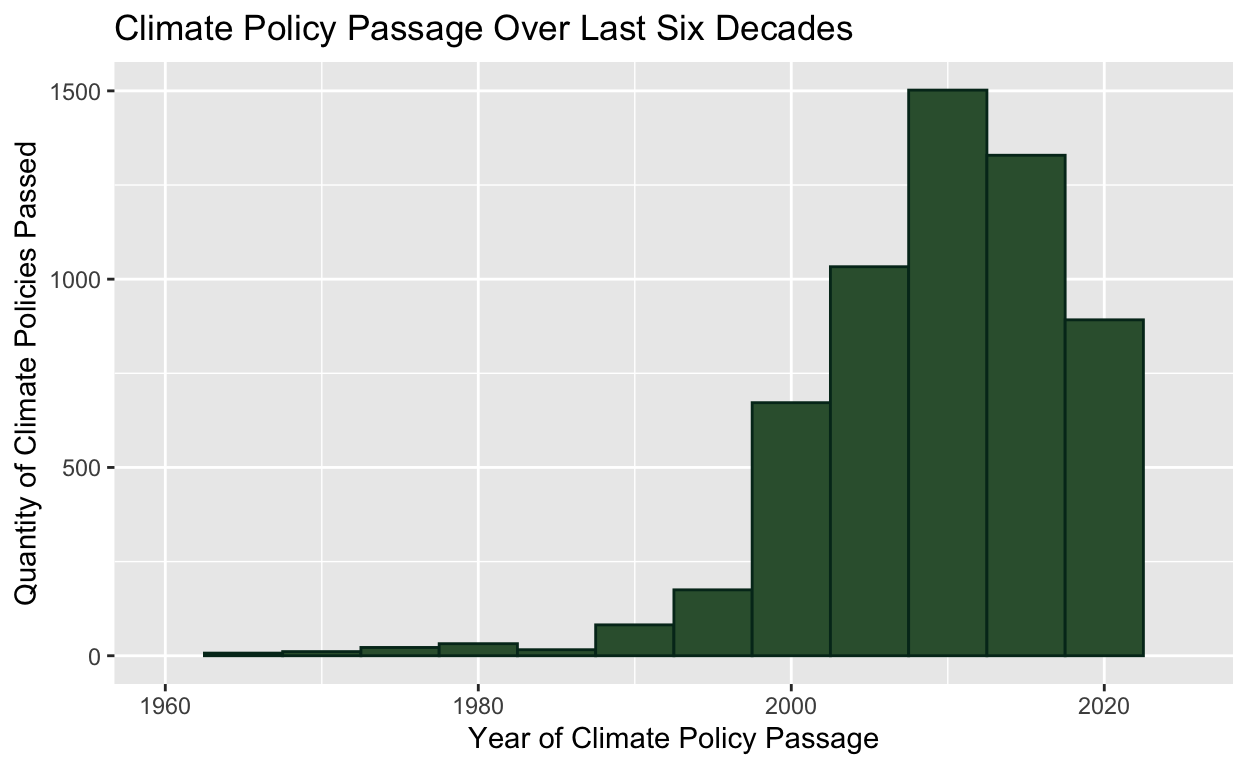 Climate Policy Passage Over Last Six Decades
Quantity of Climate Policies Passed
1500
1000
500
0
1960 1980 2000 2020
Year of Climate Policy Passage